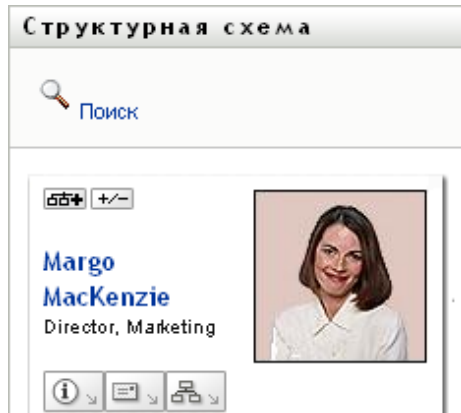 Структурная схема
Поиск
+/−
Margo
MacKenzie
Director, Marketing